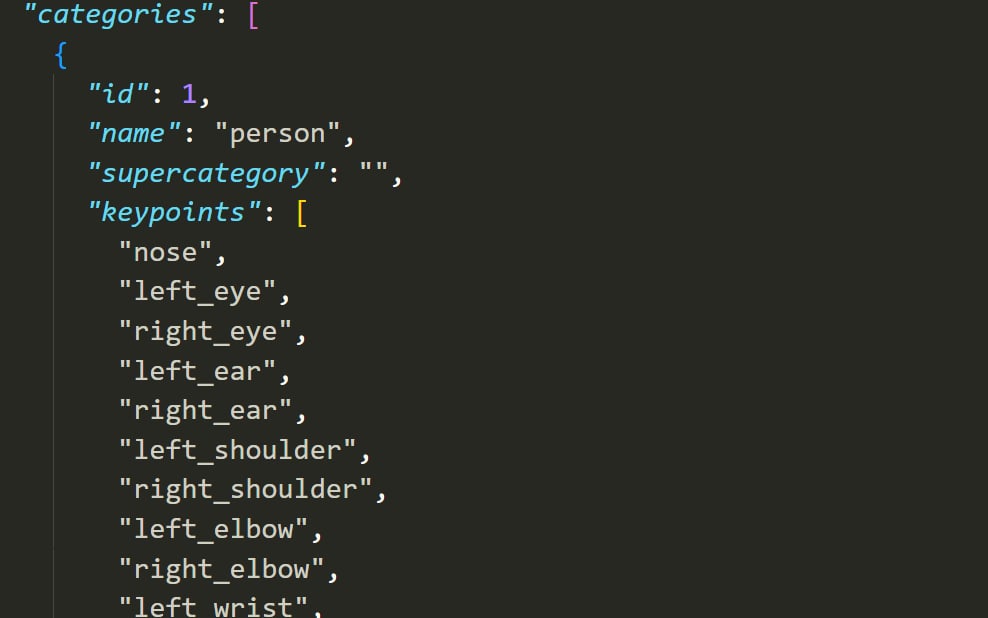 "categories": [
{
"id": 1,
"name": "person",
"supercategory": "",
"keypoints": [
"nose",
"left_eye",
"right_eye",
"left_ear",
"right_ear",
"left_shoulder",
"right_shoulder",
"left_elbow",
"right_elbow",
"left_wrist",